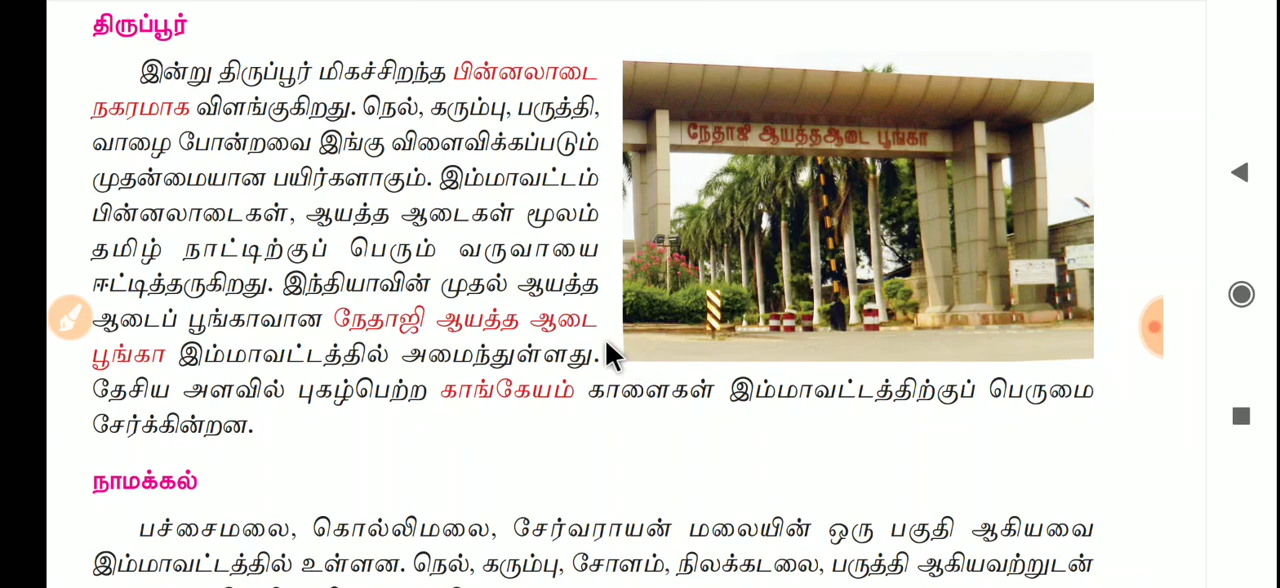 திருப்பூர்
இன்று திருப்பூர் மிகச்சிறந்த பின்னலாடை
நகரமாக விளங்குகிறது. நெல், கரும்பு, பருத்தி,
வாழை போன்றவை இங்கு விளைவிக்கப்படும்
முதன்மையான பயிர்களாகும். இம்மாவட்டம்
பின்னலாடைகள், ஆயத்த ஆடைகள் மூலம்
தமிழ் நாட்டிற்குப் பெரும் வருவாயை
ஈட்டித்தருகிறது. இந்தியாவின் முதல் ஆயத்த
ஆடைப் பூங்காவான நேதாஜி ஆயத்த ஆடை
பூங்கா இம்மாவட்டத்தில் அமைந்துள்ளது.
தேசிய அளவில் புகழ்பெற்ற காங்கேயம் காளைகள் இம்மாவட்டத்திற்குப் பெருமை
சேர்க்கின்றன.
நேதாஜி ஆயத்தஆடை பூங்கா
நாமக்கல்
பச்சைமலை, கொல்லிமலை, சேர்வராயன் மலையின் ஒரு பகுதி ஆகியவை
இம்மாவட்டத்தில் உள்ளன. நெல், கரும்பு, சோளம், நிலக்கடலை, பருத்தி ஆகியவற்றுடன்